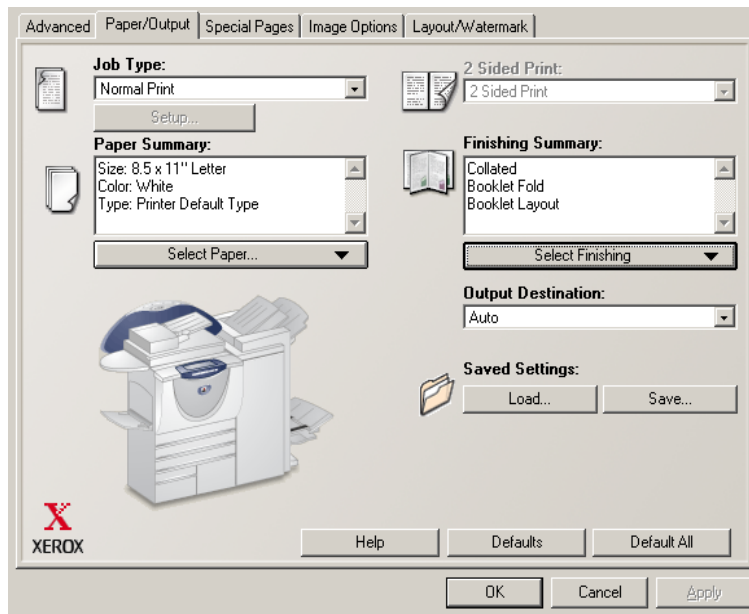 Advanced
Paper/Output
Special Pages
Image Options
Layout/Watermark
Job Type:
Normal Print
Setup...
Paper Summary:
Size: 8.5 x 11" Letter
Color: White
Type: Printer Default Type
Select Paper...
2 Sided Print:
2 Sided Print
Finishing Summary:
Collated
Booklet Fold
Booklet Layout
Select Finishing
Output Destination:
Auto
Saved Settings:
Load...
Save...
X
XEROX
Help
Defaults
Default All
OK
Cancel
Apply